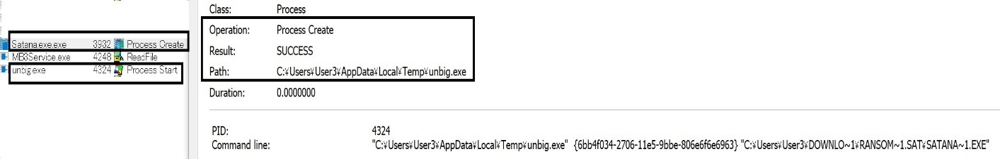 Satana.exe.exe 3932 Process Create
MB3Service.exe 4248 ReadFile
unbig.exe 4324 Process Start
Class: Process
Operation: Process Create
Result: SUCCESS
Path: C:¥Users¥User3¥AppData¥Local¥Temp¥unbig.exe
Duration: 0.0000000
PID: 4324
Command line: "C:¥Users¥User3¥AppData¥Local¥Temp¥unbig.exe" {6bb4f034-2706-11e5-9bbe-806e6f6e6963} "C:¥Users¥User3¥DOWNLO~1¥RANSOM~1.SAT¥SATANA~1.EXE"